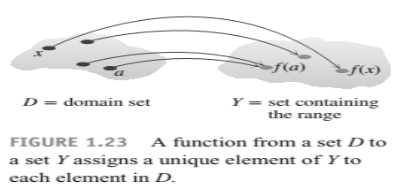 x
a
f(a)
f(x)
D = domain set
Y = set containing
the range
FIGURE 1.23 A function from a set D to
a set Y assigns a unique element of Y to
each element in D.